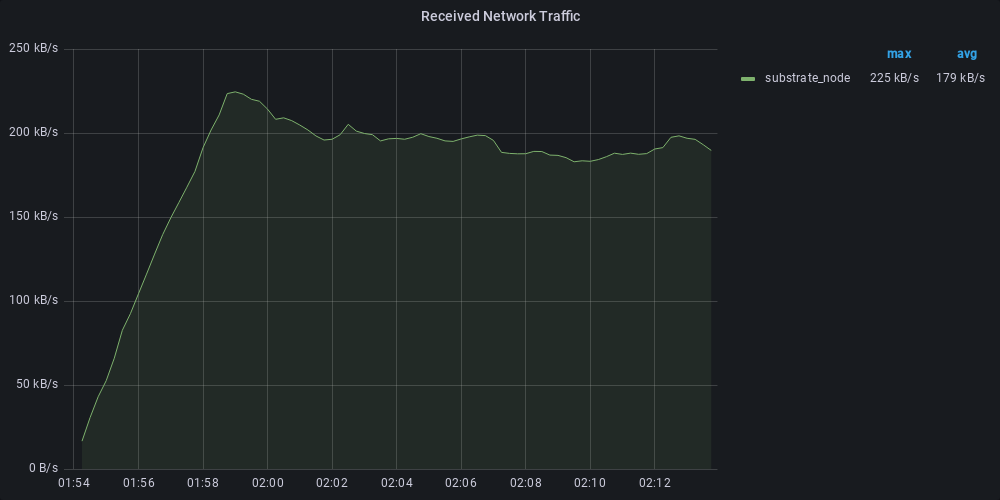 Received Network Traffic
250 kB/s
200 kB/s
150 kB/s
100 kB/s
50 kB/s
0 B/s
01:54 01:56 01:58 02:00 02:02 02:04 02:06 02:08 02:10 02:12
max avg
substrate_node 225 kB/s 179 kB/s